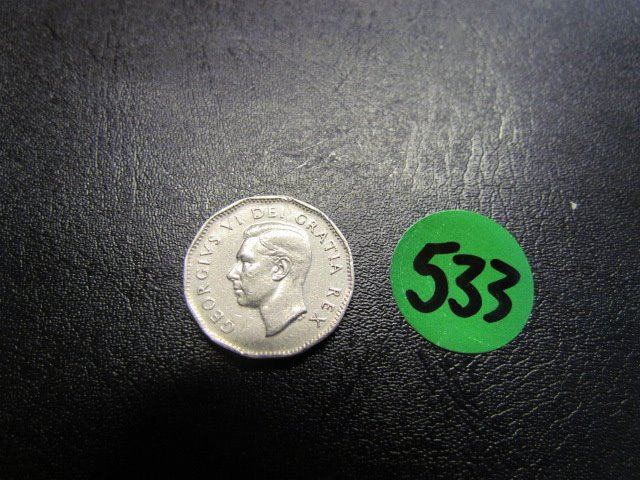 GEORGIVS VI DEI GRATIA REX
533